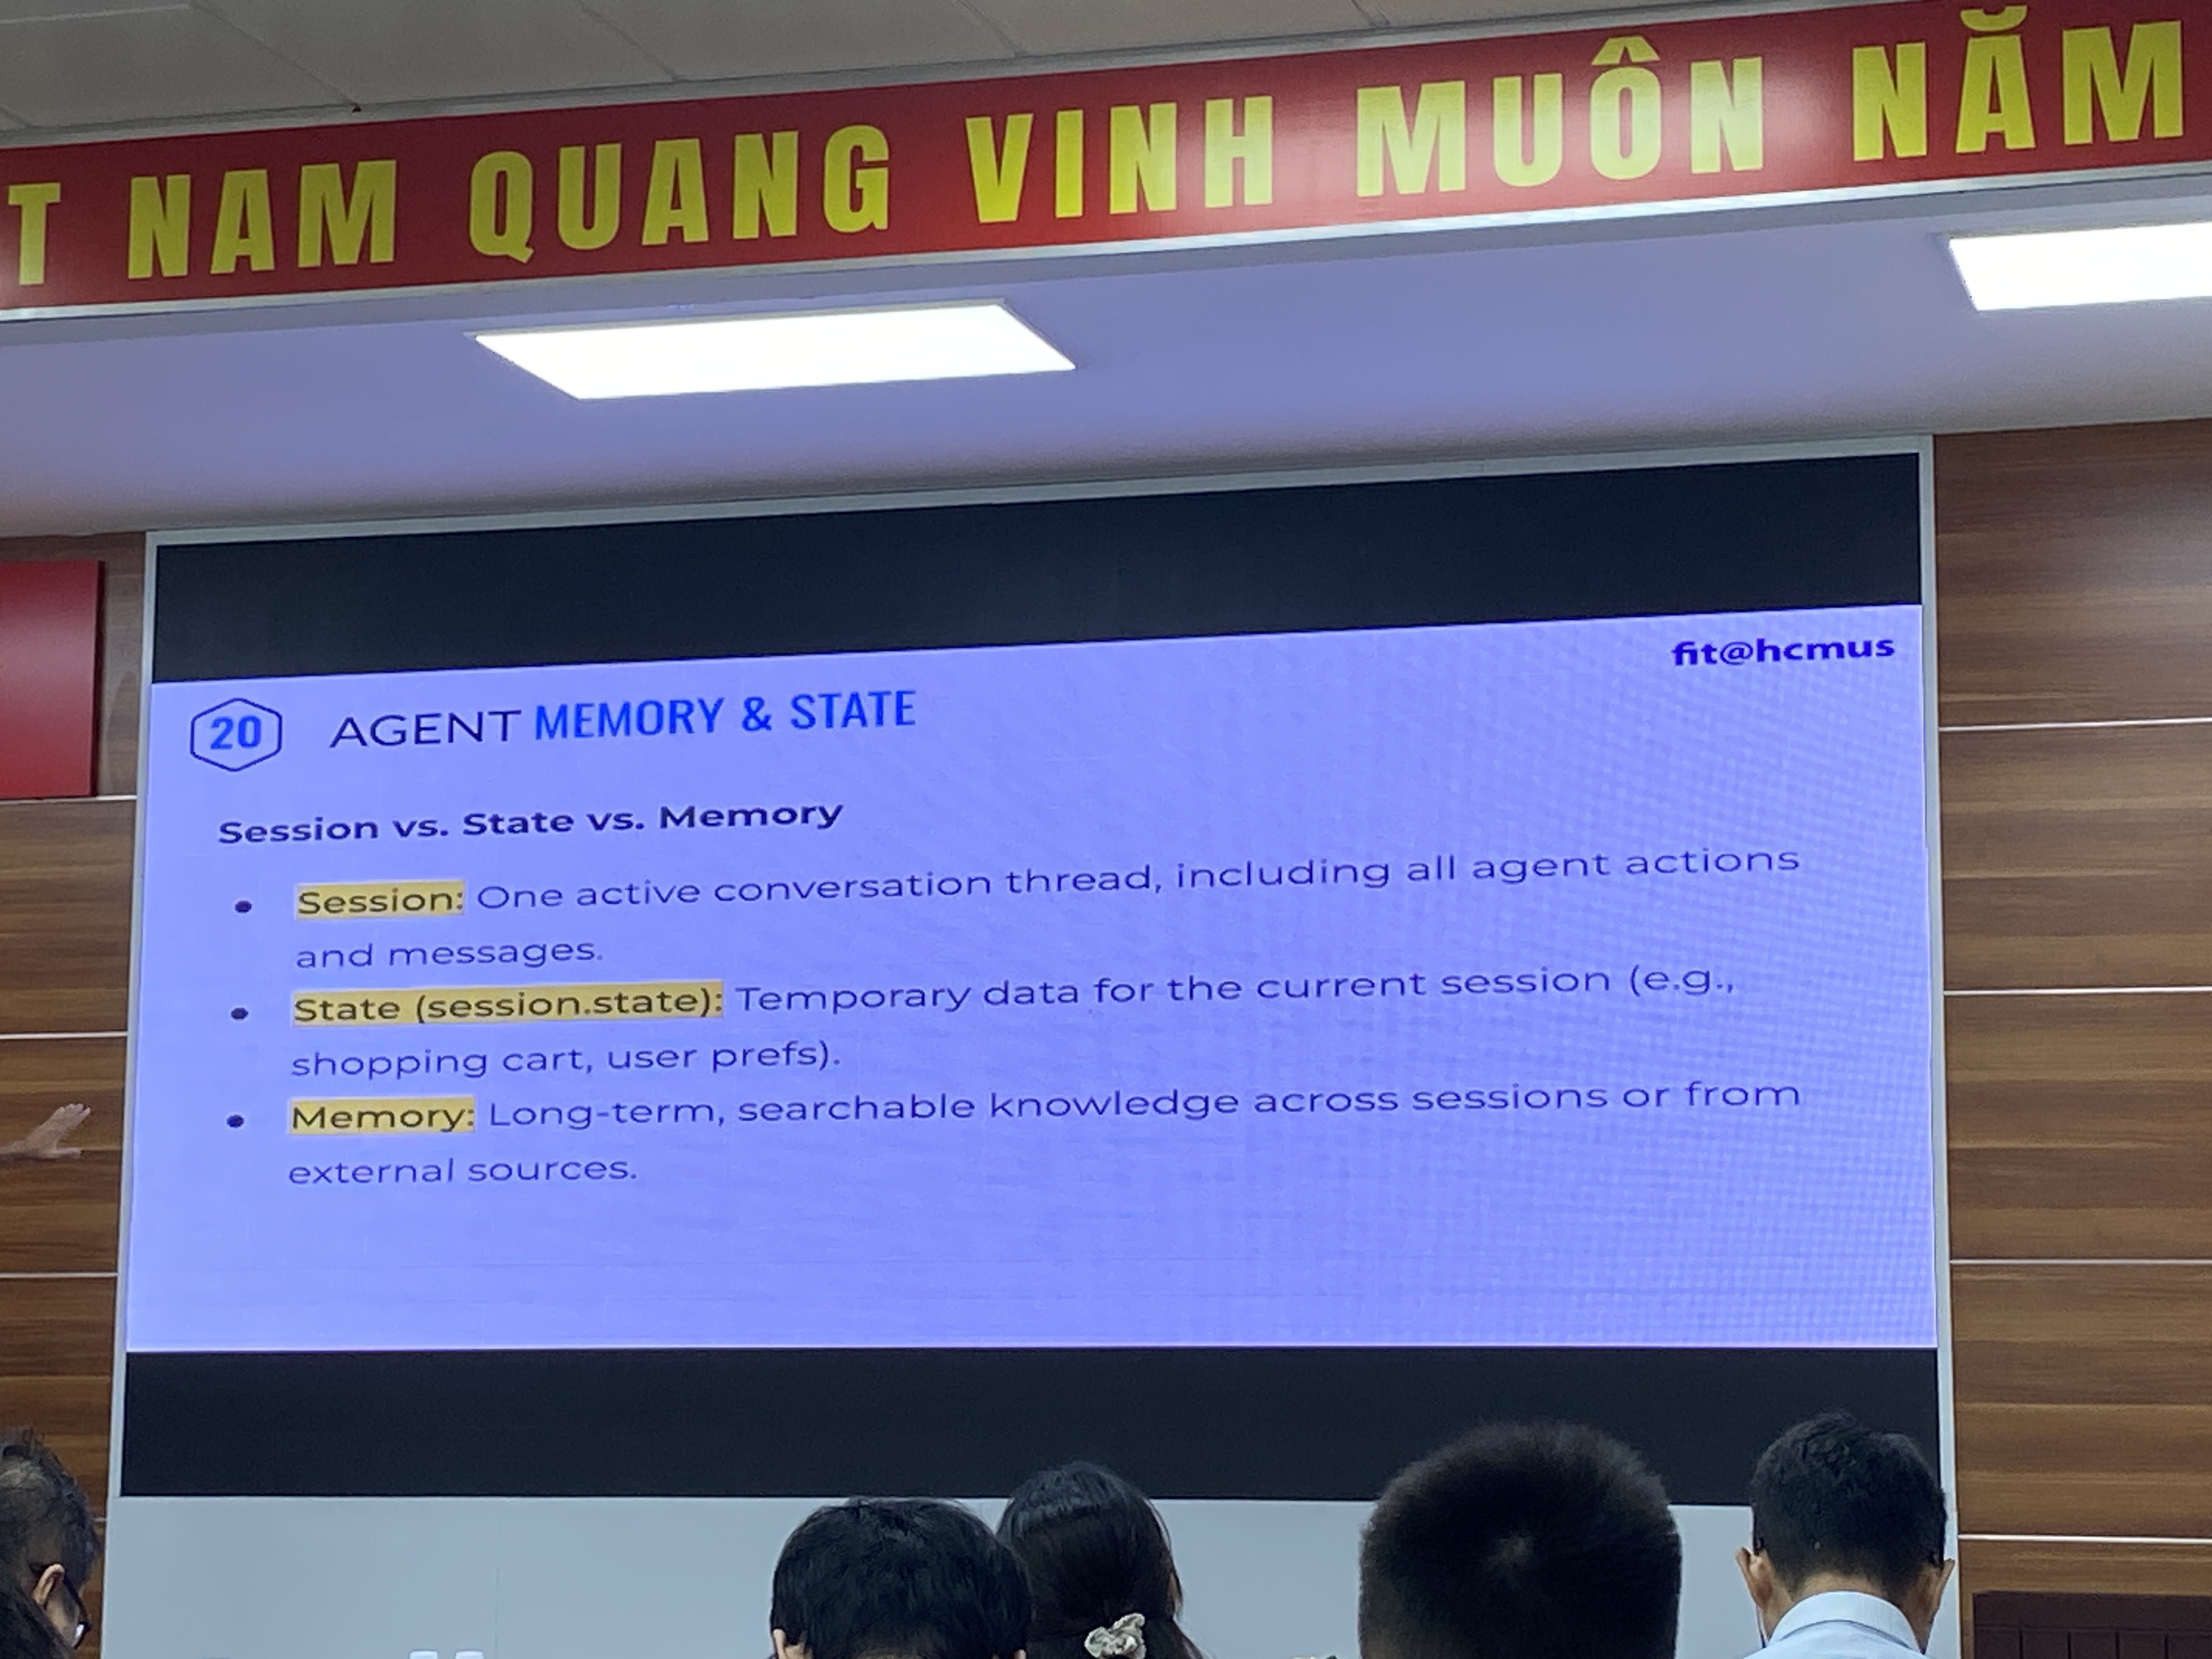 T NAM QUANG VINH MUÔN NĂM
fit@hcmus
20 AGENT MEMORY & STATE
Session vs. State vs. Memory
• Session: One active conversation thread, including all agent actions
and messages.
• State (session.state): Temporary data for the current session (e.g.,
shopping cart, user prefs).
• Memory: Long-term, searchable knowledge across sessions or from
external sources.